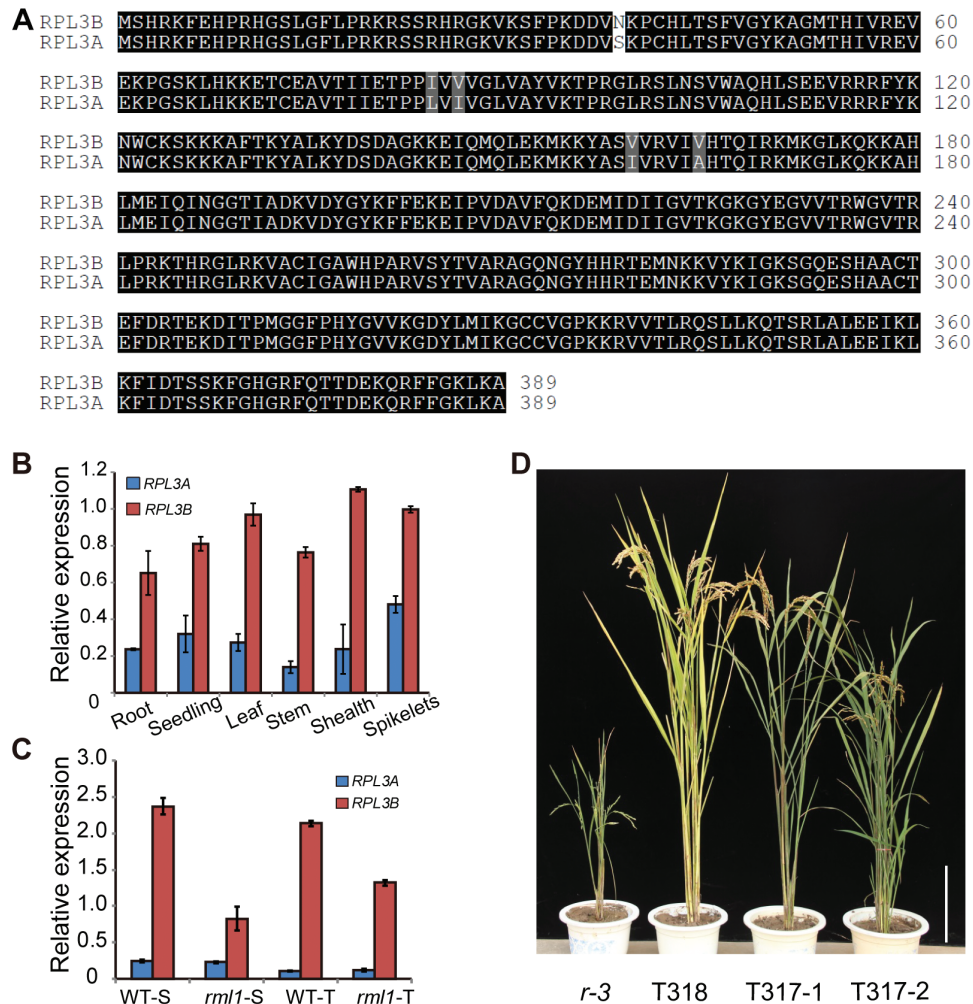 A
RPL3B MSHRKFEHPRHGSLGFLPRKRSSRHRGKVKSFPKDDVNKPCHLTSFVGYKAGMTHIVREV 60
RPL3A MSHRKFEHPRHGSLGFLPRKRSSRHRGKVKSFPKDDVSKPCHLTSFVGYKAGMTHIVREV 60
RPL3B EKPGSKLHKKETCEAVTIIETPPIVVVGLVAYVKTPRGLRSLNSVWAQHLSEEVRRRFYK 120
RPL3A EKPGSKLHKKETCEAVTIIETPPLVIVGLVAYVKTPRGLRSLNSVWAQHLSEEVRRRFYK 120
RPL3B NWCKSKKKAFTKYALKYDSDAGKKEIQMQLEKMKKYASVVRVIVHTQIRKMKGLKQKKAH 180
RPL3A NWCKSKKKAFTKYALKYDSDAGKKEIQMQLEKMKKYASIVRVIAHTQIRKMKGLKQKKAH 180
RPL3B LMEIQINGGTIADKVDYGYKFFEKEIPVDAVFQKDEMIDIIGVTKGKGYEGVVTRWGVTR 240
RPL3A LMEIQINGGTIADKVDYGYKFFEKEIPVDAVFQKDEMIDIIGVTKGKGYEGVVTRWGVTR 240
RPL3B LPRKTHRGLRKVACIGAWHPARVSYTVARAGQNGYHHRTEMNKKVYKIGKSGQESHAACT 300
RPL3A LPRKTHRGLRKVACIGAWHPARVSYTVARAGQNGYHHRTEMNKKVYKIGKSGQESHAACT 300
RPL3B EFDRTEKDITPMGGFPHYGVVKGDYLMIKGCCVGPKKRVVTLRQSLLKQTSRLALEEIKL 360
RPL3A EFDRTEKDITPMGGFPHYGVVKGDYLMIKGCCVGPKKRVVTLRQSLLKQTSRLALEEIKL 360
RPL3B KFIDTSSKFGHGRFQTTDEKQRFFGKLKA 389
RPL3A KFIDTSSKFGHGRFQTTDEKQRFFGKLKA 389
B
Relative expression
1.2
1.0
0.8
0.6
0.4
0.2
0
RPL3A
RPL3B
Root Seedling Leaf Stem Shealth Spikelets
C
Relative expression
3.0
2.5
2.0
1.5
1.0
0.5
0
RPL3A
RPL3B
WT-S rml1-S WT-T rml1-T
D
r-3 T318 T317-1 T317-2